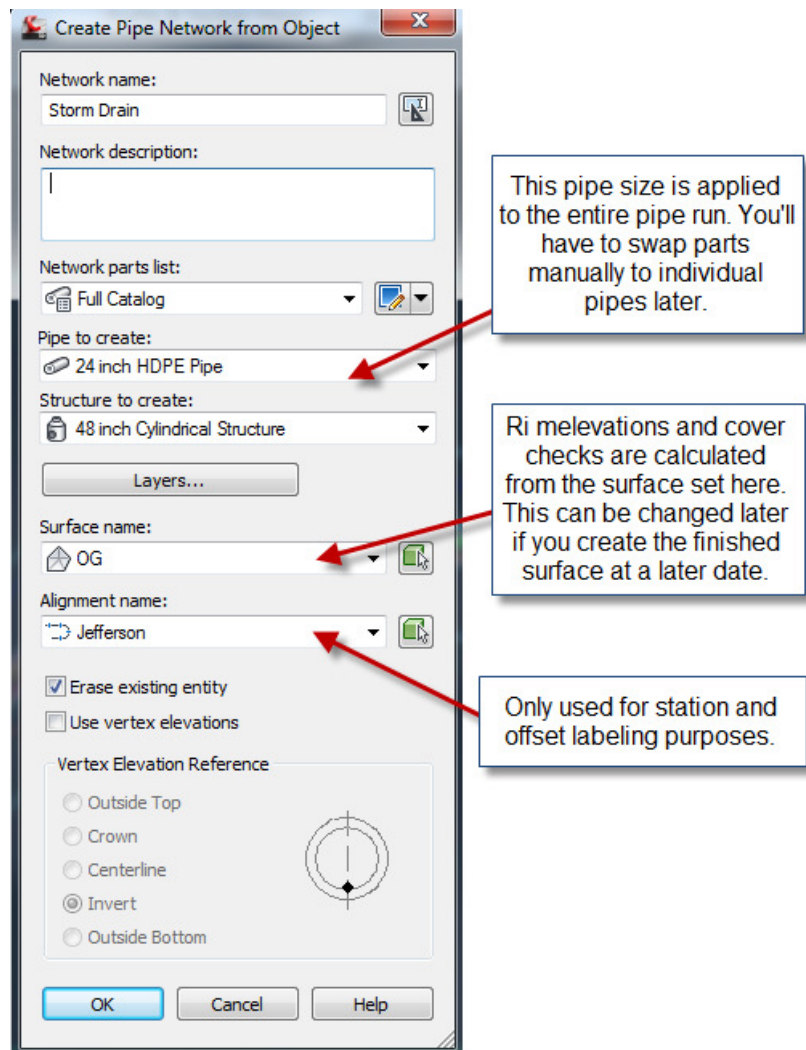 Create Pipe Network from Object
Network name:
Storm Drain
Network description:
Network parts list:
Full Catalog
Pipe to create:
24 inch HDPE Pipe
Structure to create:
48 inch Cylindrical Structure
Layers...
Surface name:
OG
Alignment name:
Jefferson
Erase existing entity
Use vertex elevations
Vertex Elevation Reference
Outside Top
Crown
Centerline
Invert
Outside Bottom
OK Cancel Help
This pipe size is applied
to the entire pipe run. You'll
have to swap parts
manually to individual
pipes later.
Ri melevations and cover
checks are calculated
from the surface set here.
This can be changed later
if you create the finished
surface at a later date.
Only used for station and
offset labeling purposes.